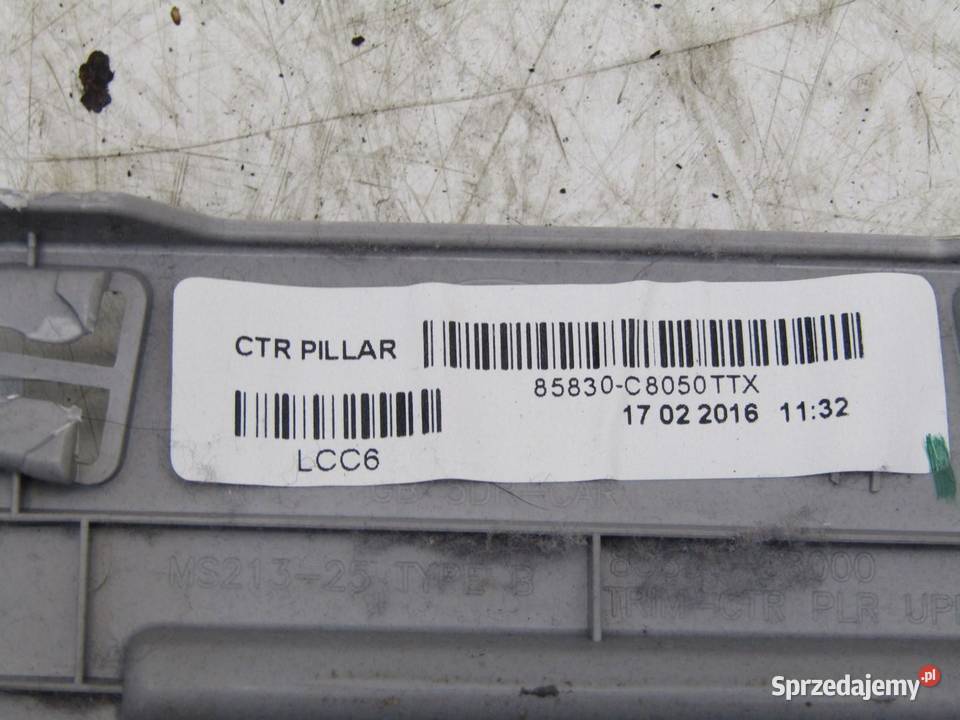 CTR PILLAR
85830-C8050TTX
17 02 2016 11:32
LCC6
MS213-25 TYPE B
000
TRIM-CTR PLR UP
Sprzedajemy.pl